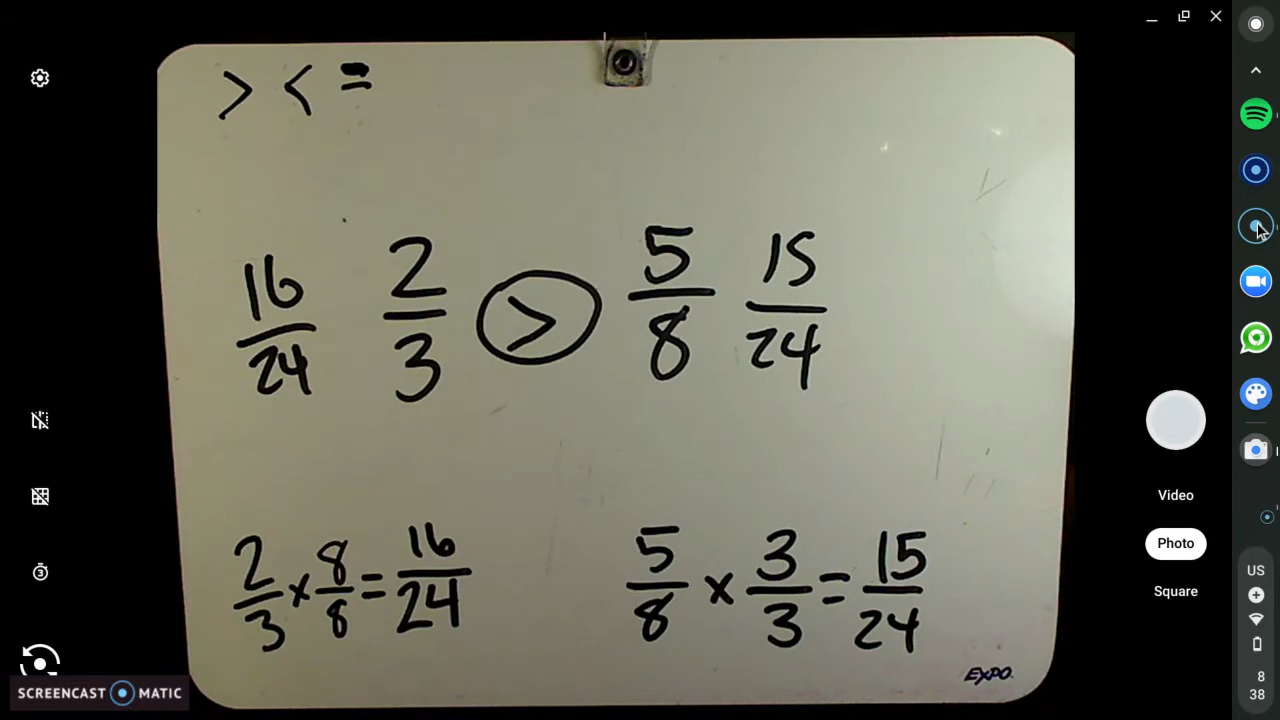 > < =
16/24 2/3 > 5/8 15/24
2/3 x 8/8 = 16/24 5/8 x 3/3 = 15/24
EXPO
SCREENCAST MATIC
Video
Photo
Square
US
8
38